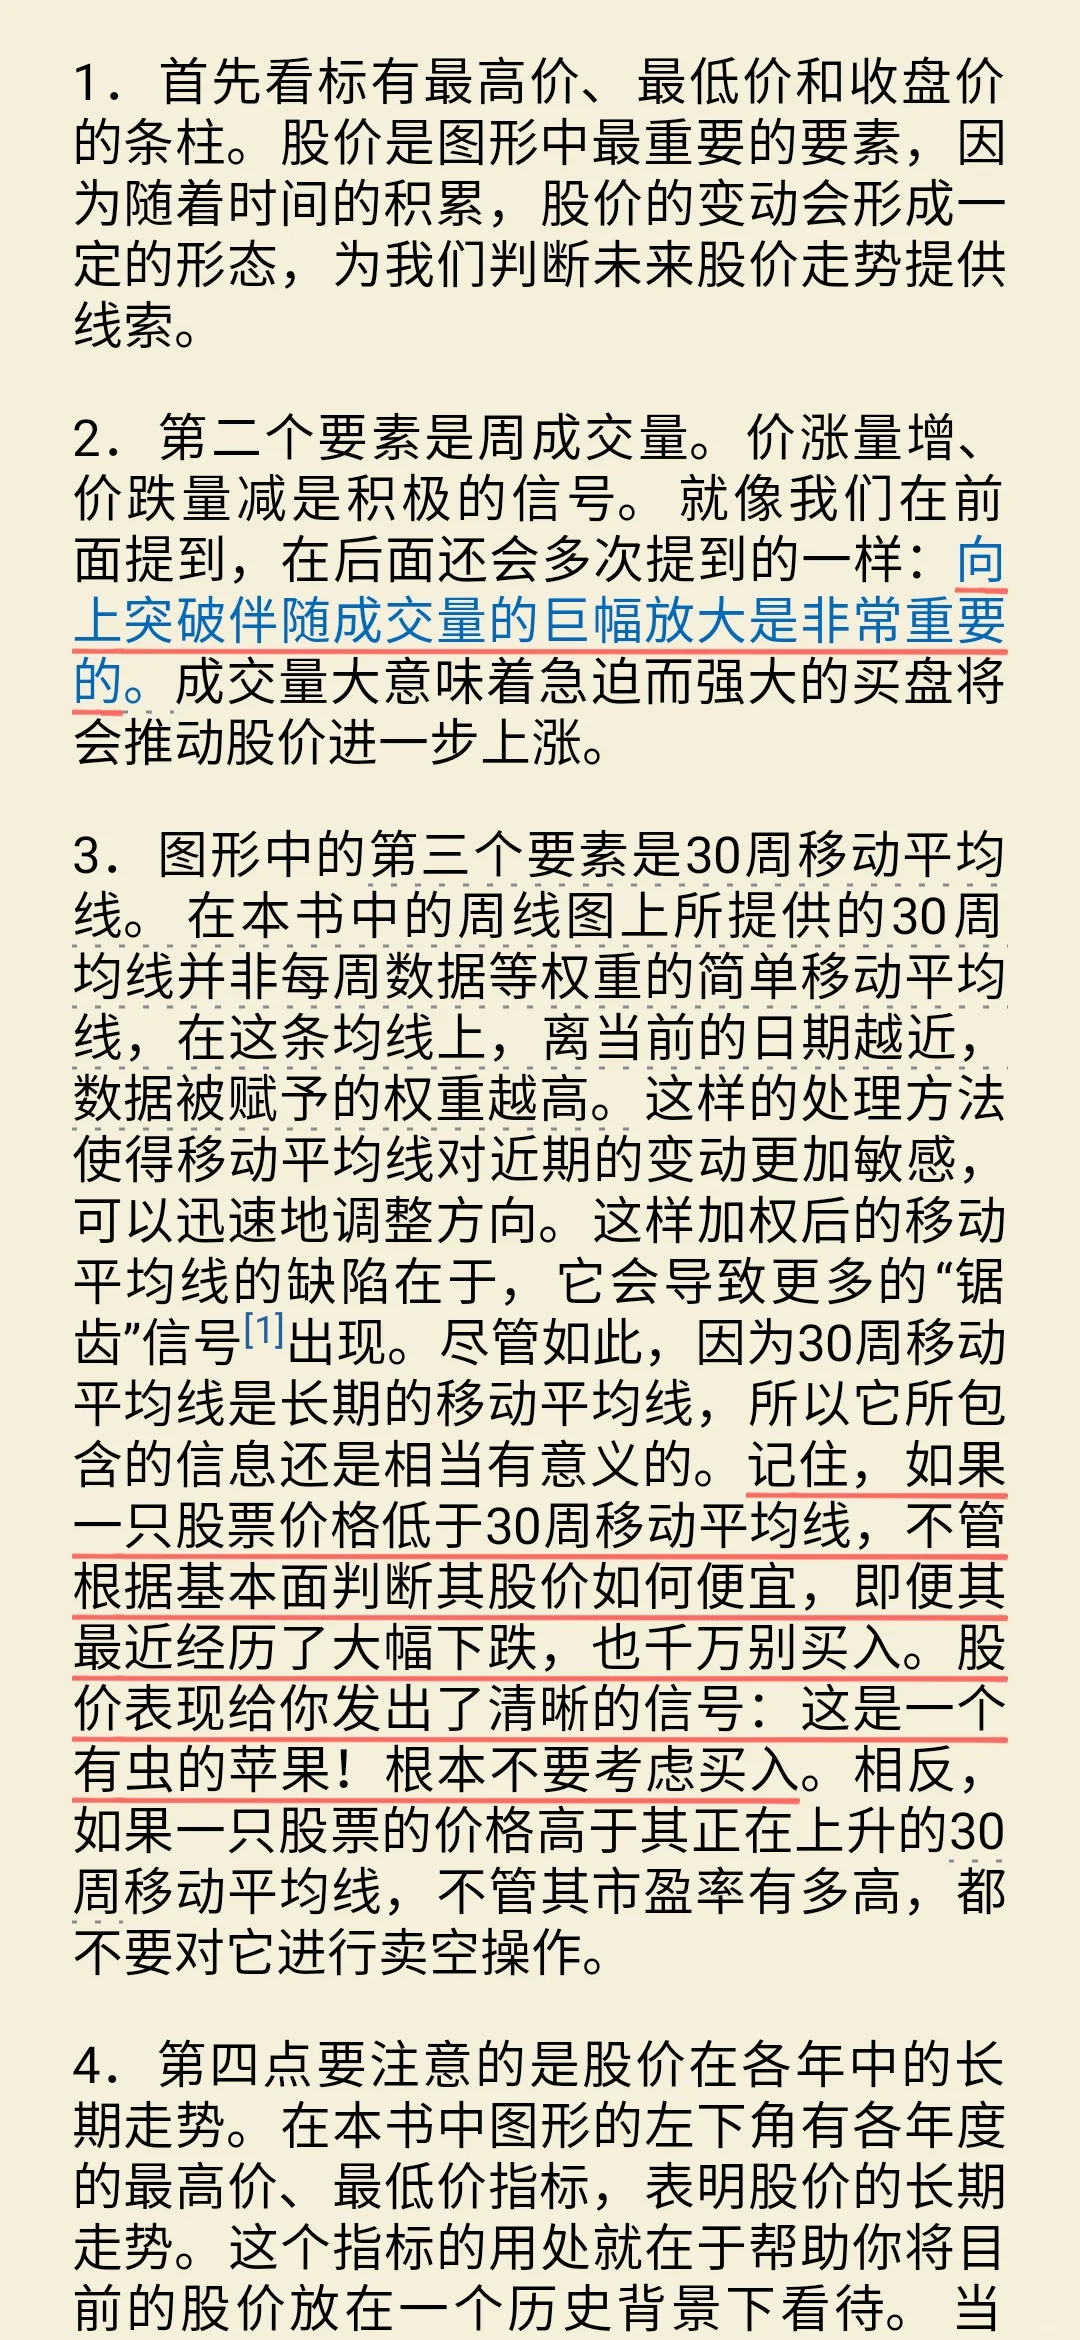 1．首先看标有最高价、最低价和收盘价
的条柱。股价是图形中最重要的要素，因
为随着时间的积累，股价的变动会形成一
定的形态，为我们判断未来股价走势提供
线索。
2．第二个要素是周成交量。价涨量增、
价跌量减是积极的信号。就像我们在前
面提到，在后面还会多次提到的一样：向
上突破伴随成交量的巨幅放大是非常重要
的。成交量大意味着急迫而强大的买盘将
会推动股价进一步上涨。
3．图形中的第三个要素是30周移动平均
线。在本书中的周线图上所提供的30周
均线并非每周数据等权重的简单移动平均
线，在这条均线上，离当前的日期越近，
数据被赋予的权重越高。这样的处理方法
使得移动平均线对近期的变动更加敏感，
可以迅速地调整方向。这样加权后的移动
平均线的缺陷在于，它会导致更多的“锯
齿”信号[1]出现。尽管如此，因为30周移动
平均线是长期的移动平均线，所以它所包
含的信息还是相当有意义的。记住，如果
一只股票价格低于30周移动平均线，不管
根据基本面判断其股价如何便宜，即便其
最近经历了大幅下跌，也千万别买入。股
价表现给你发出了清晰的信号：这是一个
有虫的苹果！根本不要考虑买入。相反，
如果一只股票的价格高于其正在上升的30
周移动平均线，不管其市盈率有多高，都
不要对它进行卖空操作。
4．第四点要注意的是股价在各年中的长
期走势。在本书中图形的左下角有各年度
的最高价、最低价指标，表明股价的长期
走势。这个指标的用处就在于帮助你将目
前的股价放在一个历史背景下看待。当